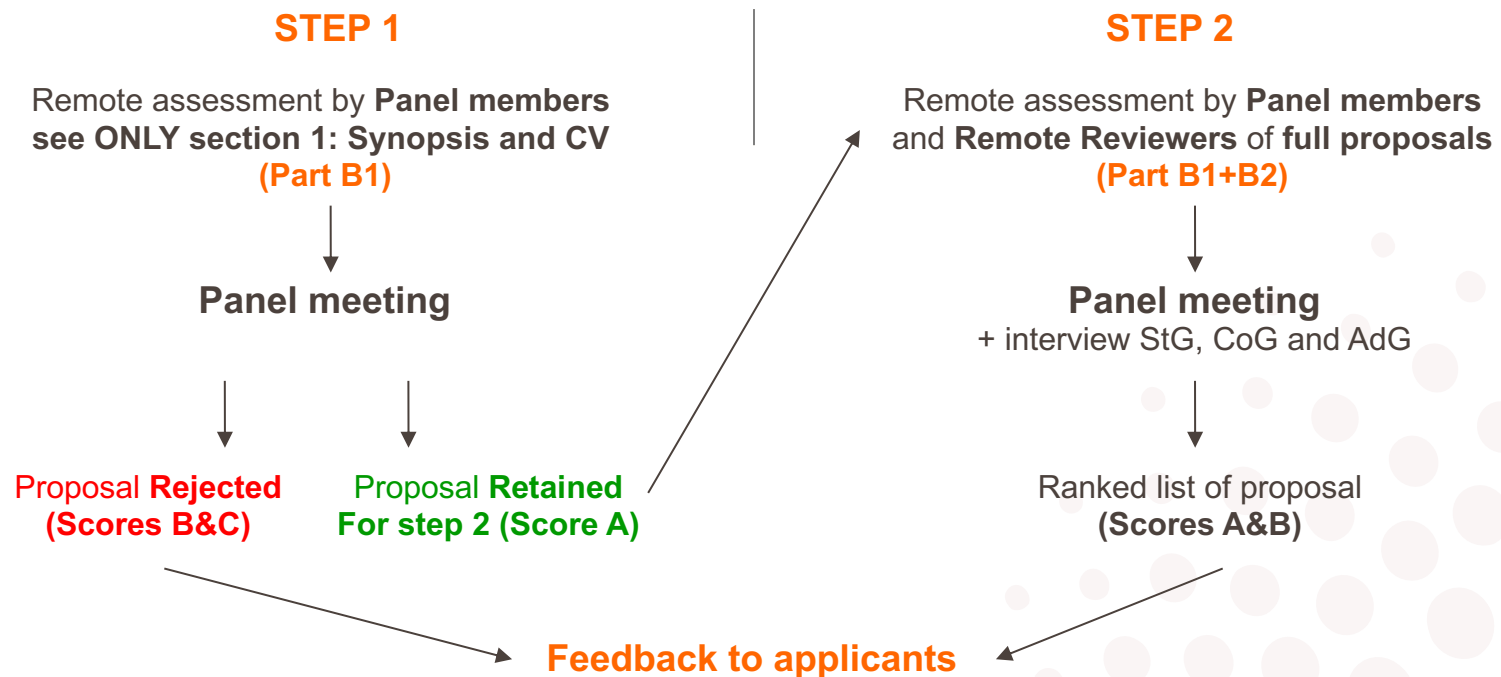 STEP 1
Remote assessment by Panel members
see ONLY section 1: Synopsis and CV
(Part B1)
Panel meeting
Proposal Rejected
(Scores B&C)
Proposal Retained
For step 2 (Score A)
STEP 2
Remote assessment by Panel members
and Remote Reviewers of full proposals
(Part B1+B2)
Panel meeting
+ interview StG, CoG and AdG
Ranked list of proposal
(Scores A&B)
Feedback to applicants